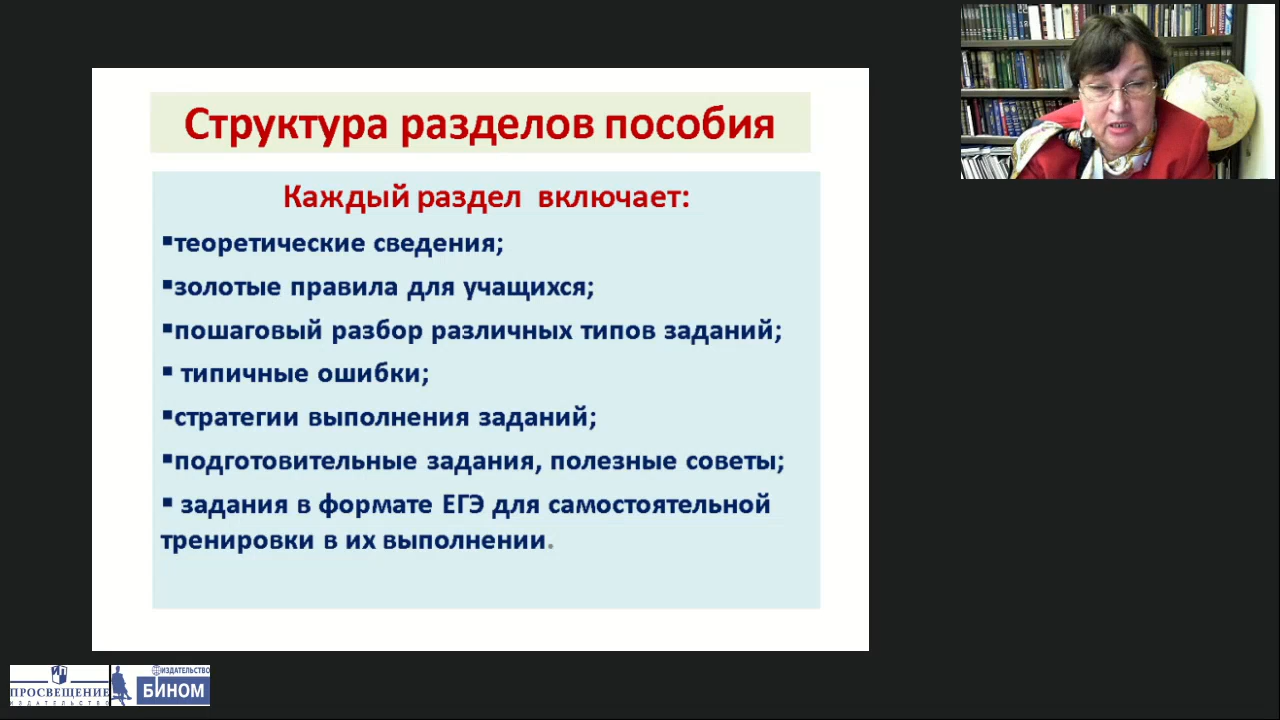 Структура разделов пособия
Каждый раздел включает:
▪теоретические сведения;
▪золотые правила для учащихся;
▪пошаговый разбор различных типов заданий;
▪ типичные ошибки;
▪стратегии выполнения заданий;
▪подготовительные задания, полезные советы;
▪ задания в формате ЕГЭ для самостоятельной
тренировки в их выполнении.
ПРОСВЕЩЕНИЕ
ИЗДАТЕЛЬСТВО
ИЗДАТЕЛЬСТВО
БИНОМ